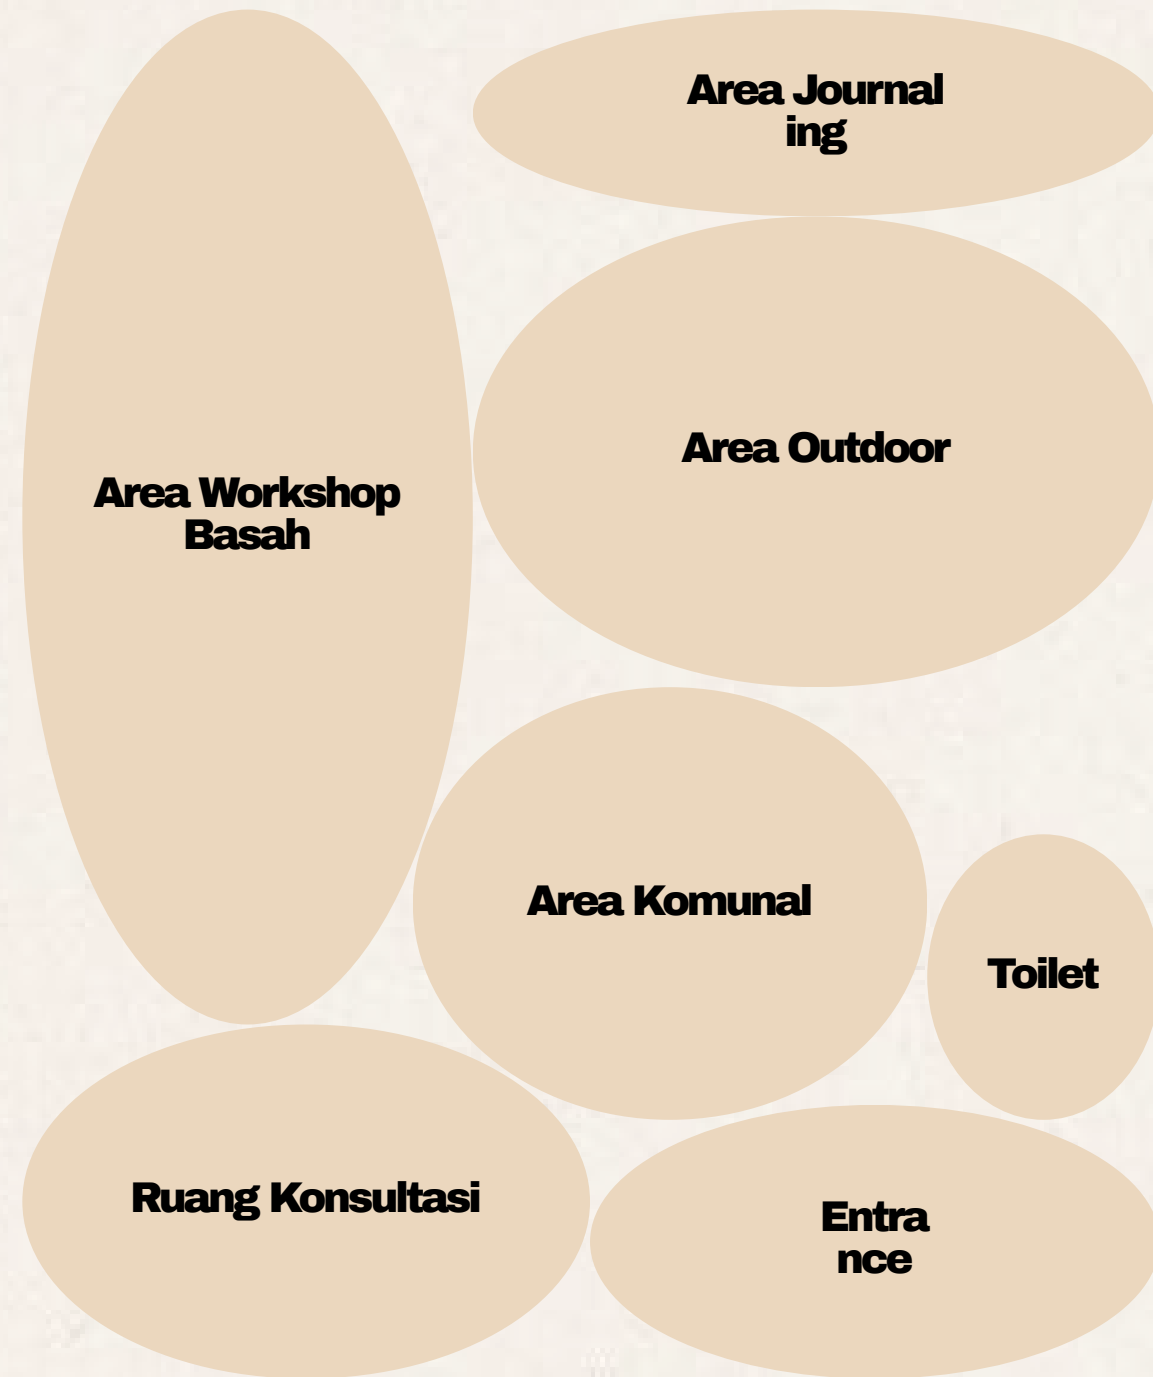 Area Journal
ing
Area Outdoor
Area Workshop
Basah
Area Komunal
Toilet
Ruang Konsultasi
Entra
nce